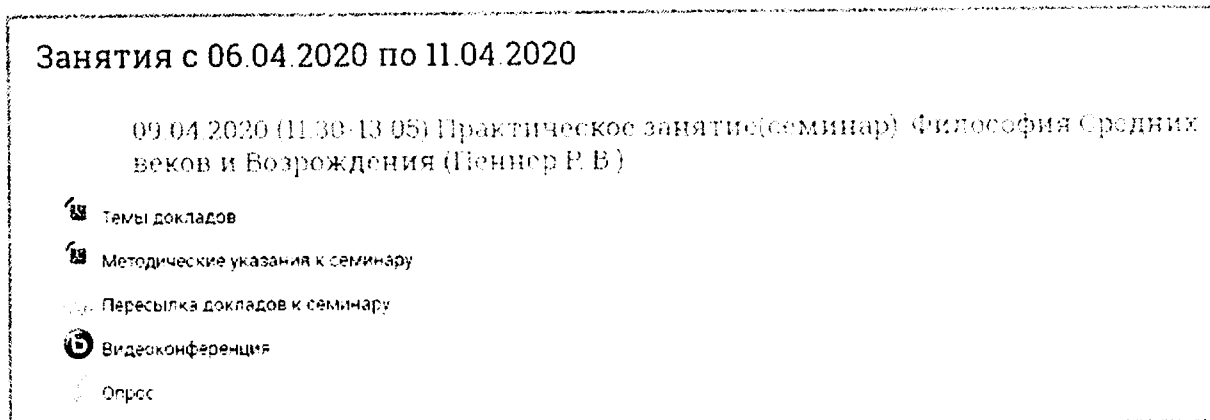 Занятия с 06.04.2020 по 11.04.2020
09.04.2020 (11.30-13.05) Практическое занятие(семинар). Философия Средних
веков и Возрождения (Пеннер Р. В.)
Темы докладов
Методические указания к семинару
Пересылка докладов к семинару
Видеоконференция
Опрос